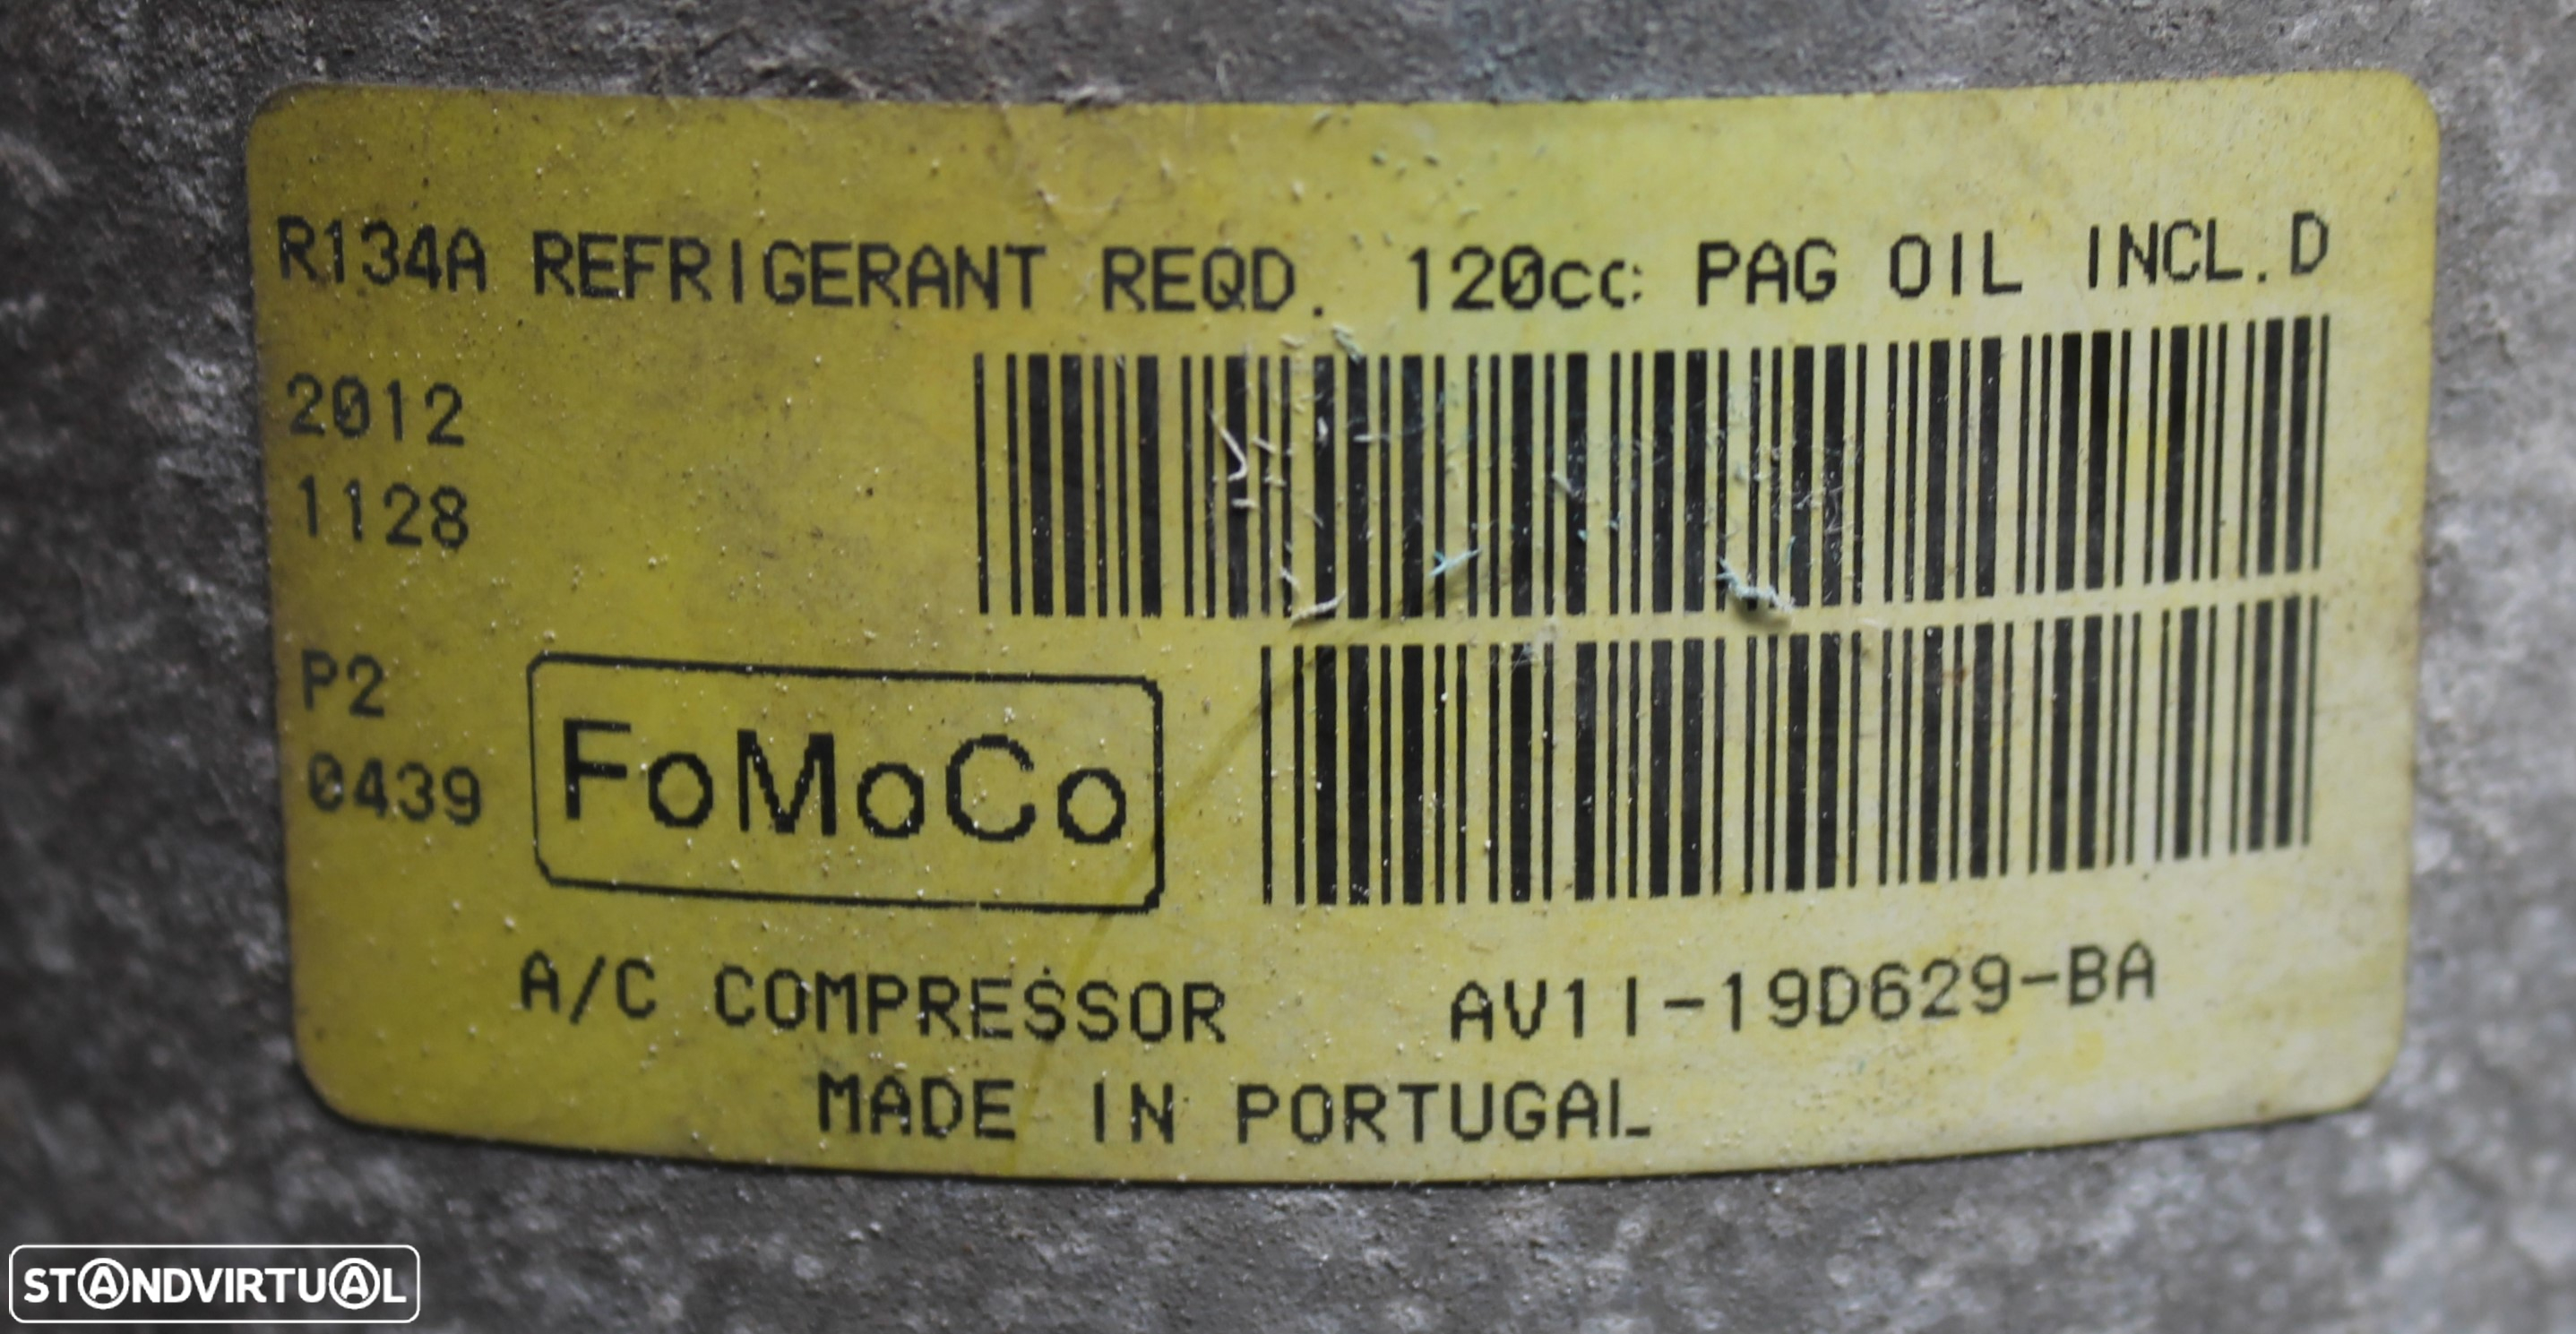 R134A REFRIGERANT REQD. 120cc PAG OIL INCL.D
2012
1128
P2
0439
FoMoCo
A/C COMPRESSOR AV11-19D629-BA
MADE IN PORTUGAL
STANDVIRTUAL